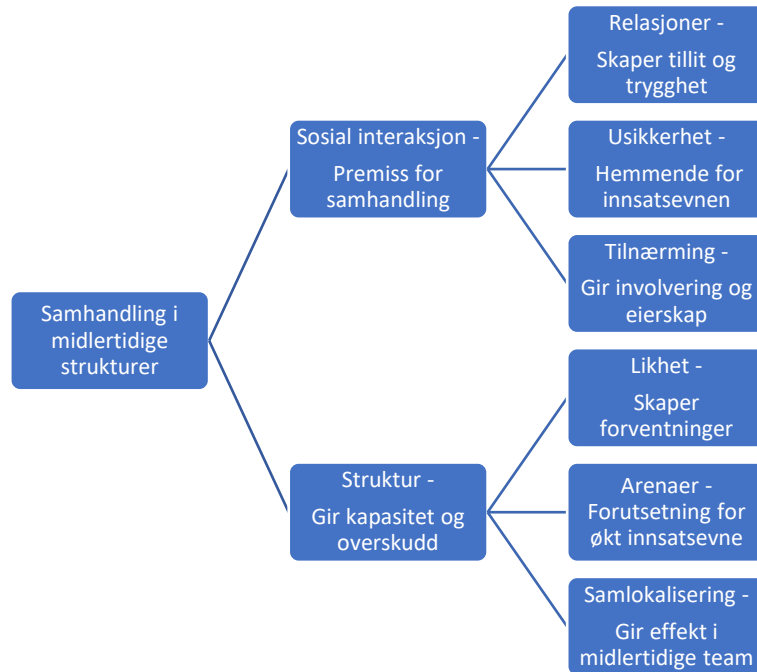 Relasjoner -
Skaper tillit og
trygghet
Sosial interaksjon -
Premiss for
samhandling
Usikkerhet -
Hemmende for
innsatsevnen
Tilnærming -
Gir involvering og
eierskap
Samhandling i
midlertidige
strukturer
Likhet -
Skaper
forventninger
Struktur -
Gir kapasitet og
overskudd
Arenaer -
Forutsetning for
økt innsatsevne
Samlokalisering -
Gir effekt i
midlertidige team